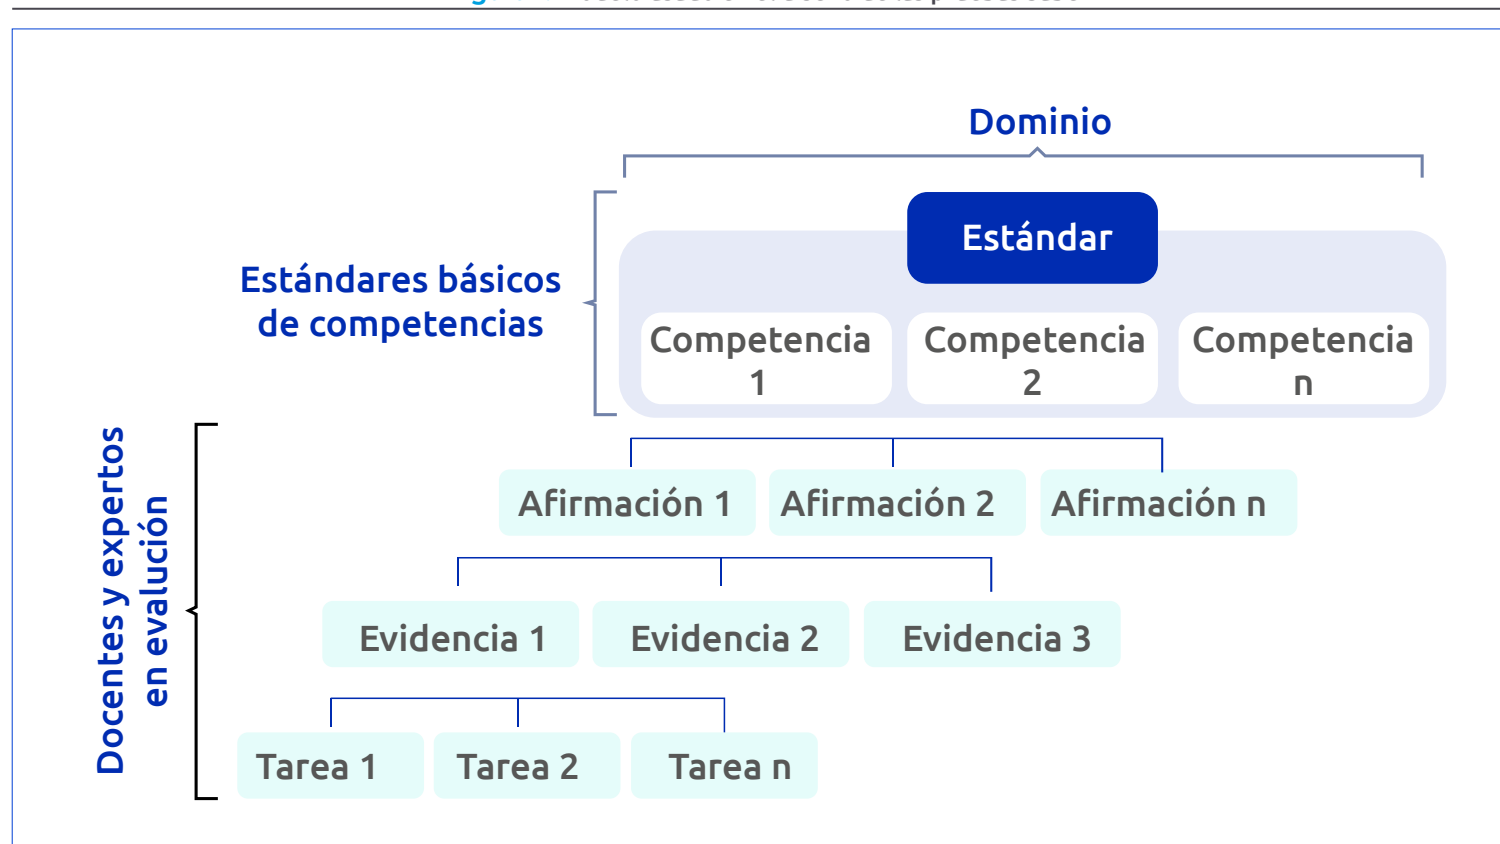 Dominio
Estándar
Estándares básicos
de competencias
Competencia
1
Competencia
2
Competencia
n
Docentes y expertos
en evalución
Afirmación 1
Afirmación 2
Afirmación n
Evidencia 1
Evidencia 2
Evidencia 3
Tarea 1
Tarea 2
Tarea n